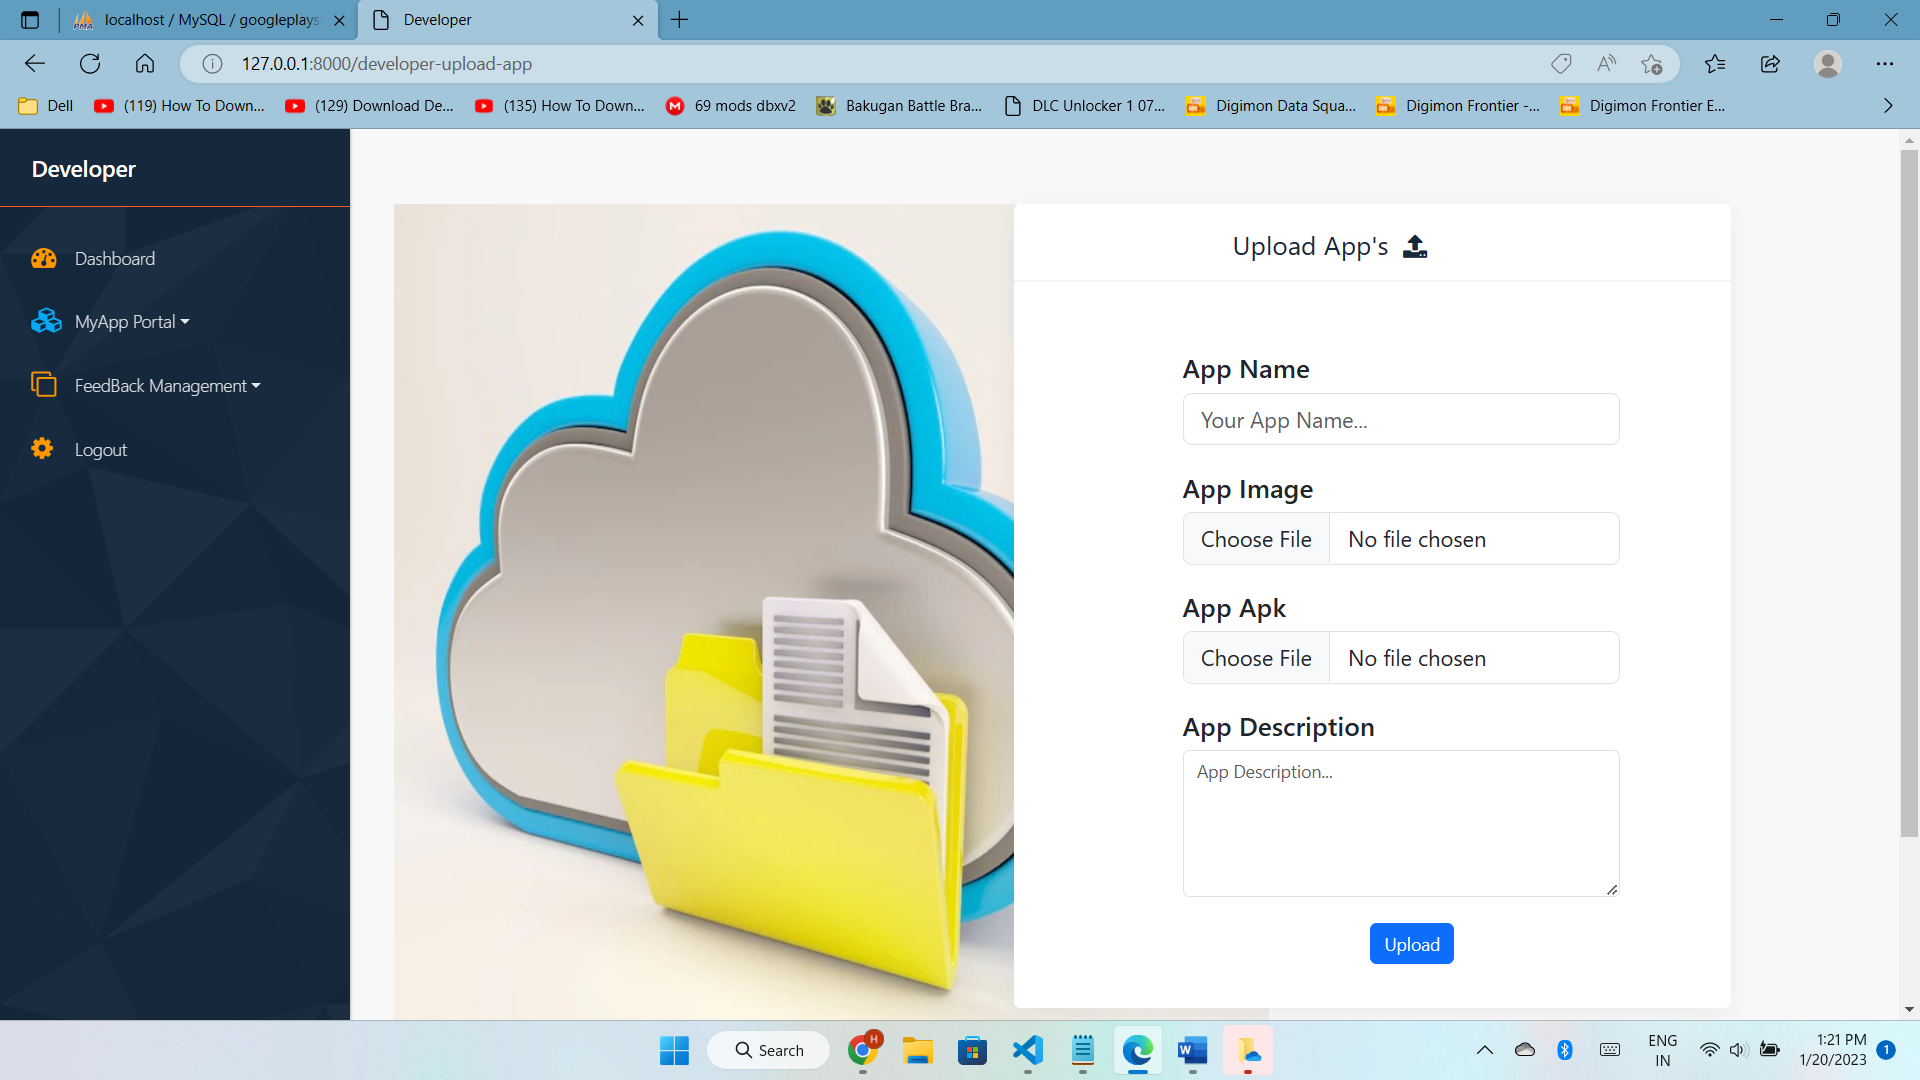 localhost / MySQL / googleplays
Developer
127.0.0.1:8000/developer-upload-app
Dell
(119) How To Down...
(129) Download De...
(135) How To Down...
69 mods dbxv2
Bakugan Battle Bra...
DLC Unlocker 1 07...
Digimon Data Squa...
Digimon Frontier -...
Digimon Frontier E...
Developer
Dashboard
MyApp Portal
FeedBack Management
Logout
Upload App's
App Name
Your App Name...
App Image
Choose File No file chosen
App Apk
Choose File No file chosen
App Description
App Description...
Upload
Search
H
ENG
IN
1:21 PM
1/20/2023
1